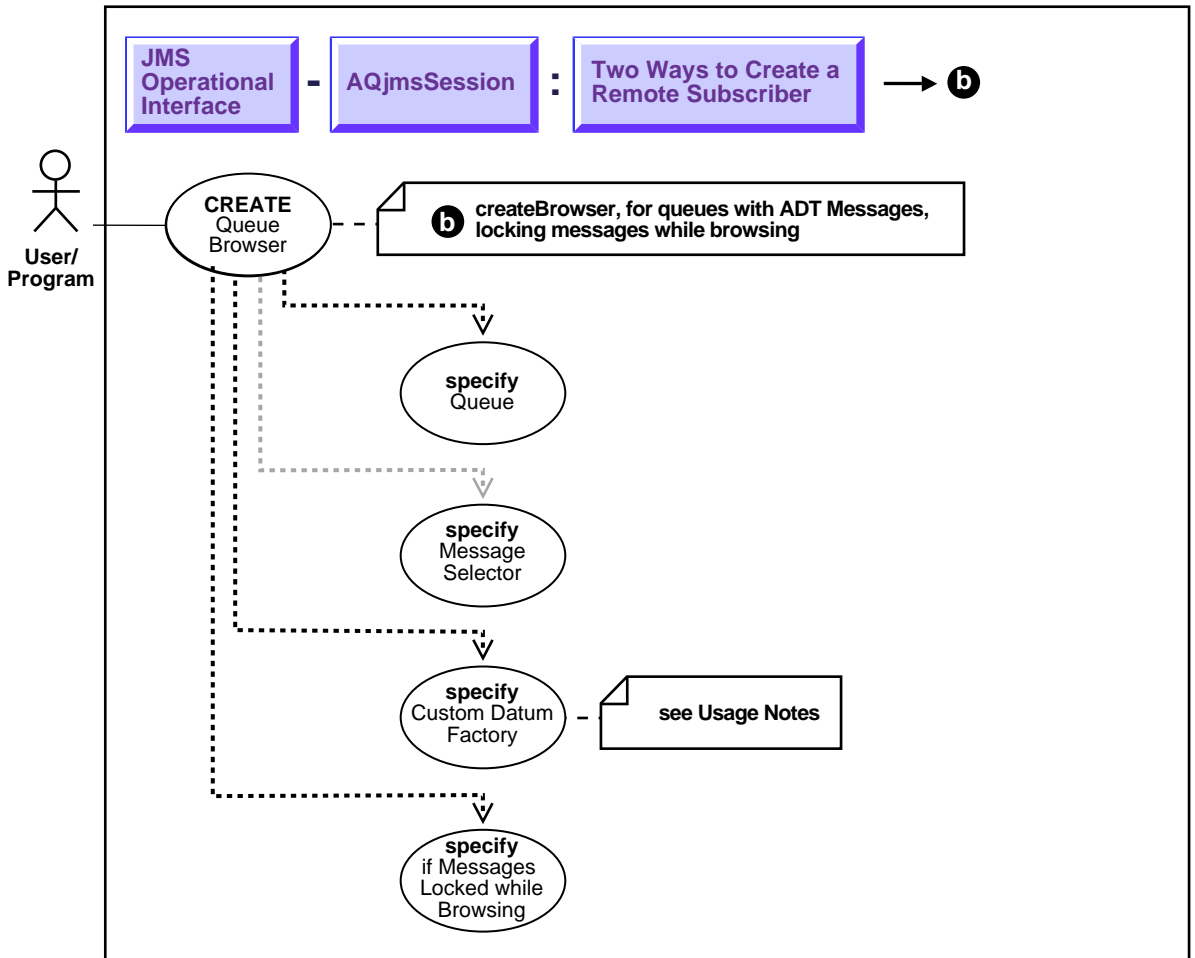 JMS
Operational
Interface
-
AQjmsSession
:
Two Ways to Create a
Remote Subscriber
b
User/
Program
CREATE
Queue
Browser
b
createBrowser, for queues with ADT Messages,
locking messages while browsing
specify
Queue
specify
Message
Selector
specify
Custom Datum
Factory
see Usage Notes
specify
if Messages
Locked while
Browsing